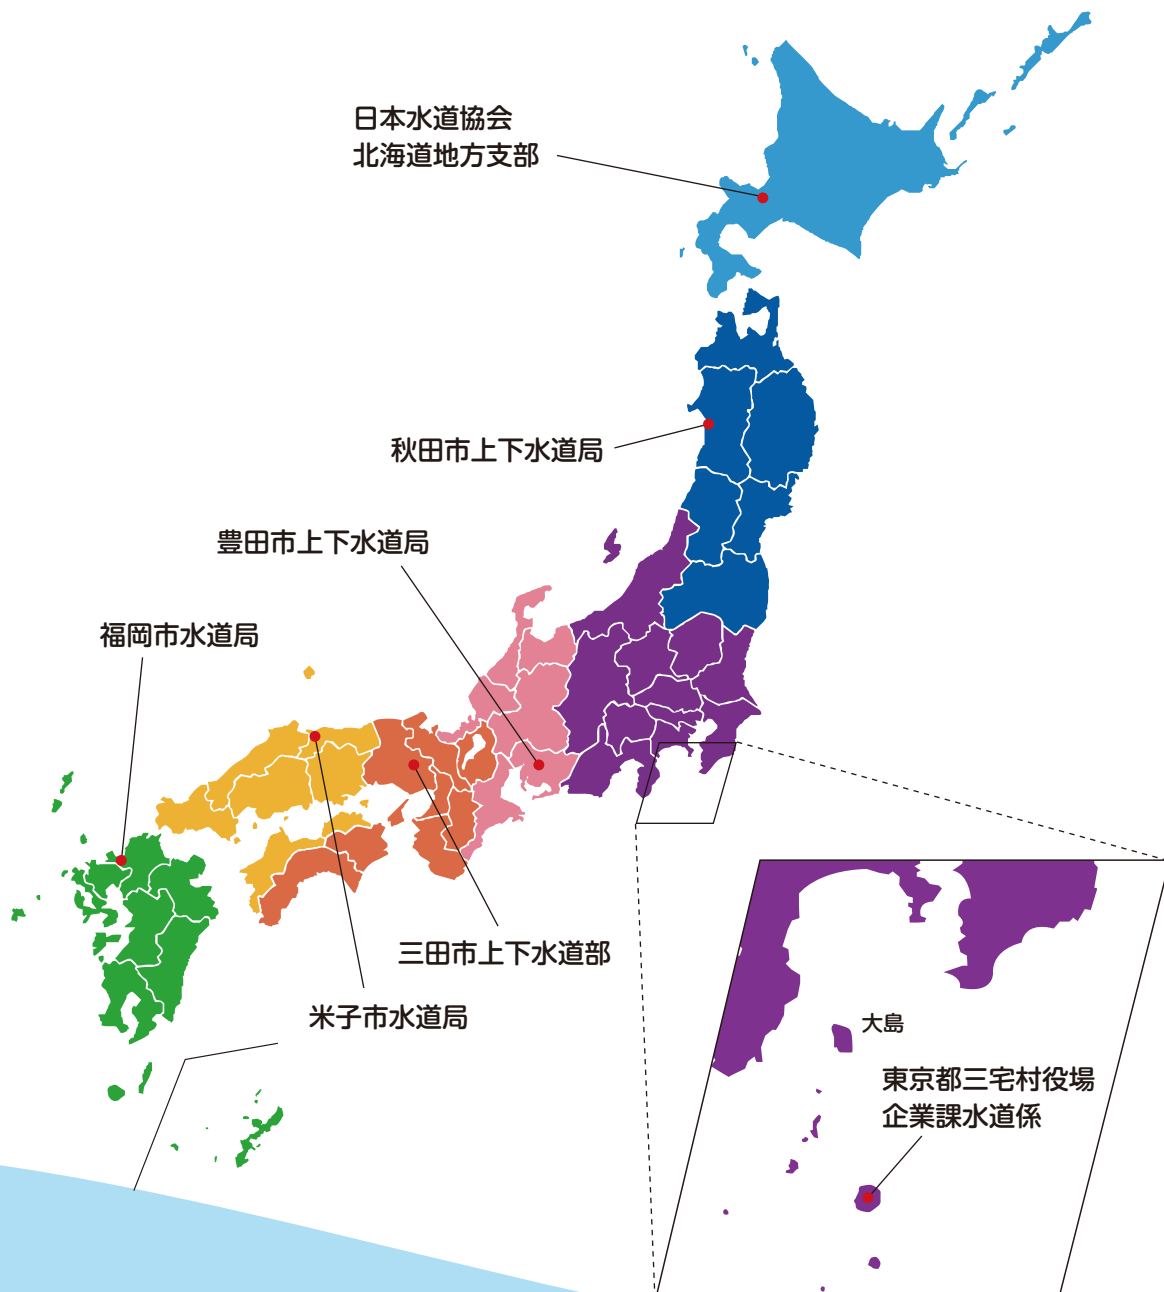 日本水道協会
北海道地方支部
秋田市上下水道局
豊田市上下水道局
福岡市水道局
三田市上下水道部
米子市水道局
大島
東京都三宅村役場
企業課水道係